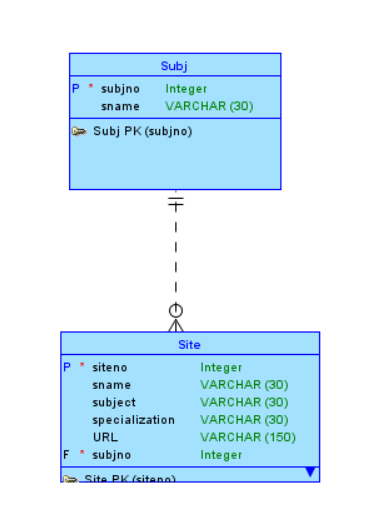 Subj
P * subjno Integer
sname VARCHAR (30)
Subj PK (subjno)
Site
P * siteno Integer
sname VARCHAR (30)
subject VARCHAR (30)
specialization VARCHAR (30)
URL VARCHAR (150)
F * subjno Integer
Site PK (siteno)